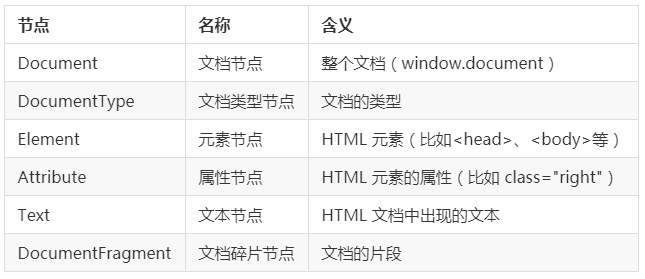 节点 名称 含义
Document 文档节点 整个文档（window.document）
DocumentType 文档类型节点 文档的类型
Element 元素节点 HTML 元素（比如<head>、<body>等）
Attribute 属性节点 HTML 元素的属性（比如 class="right"）
Text 文本节点 HTML 文档中出现的文本
DocumentFragment 文档碎片节点 文档的片段